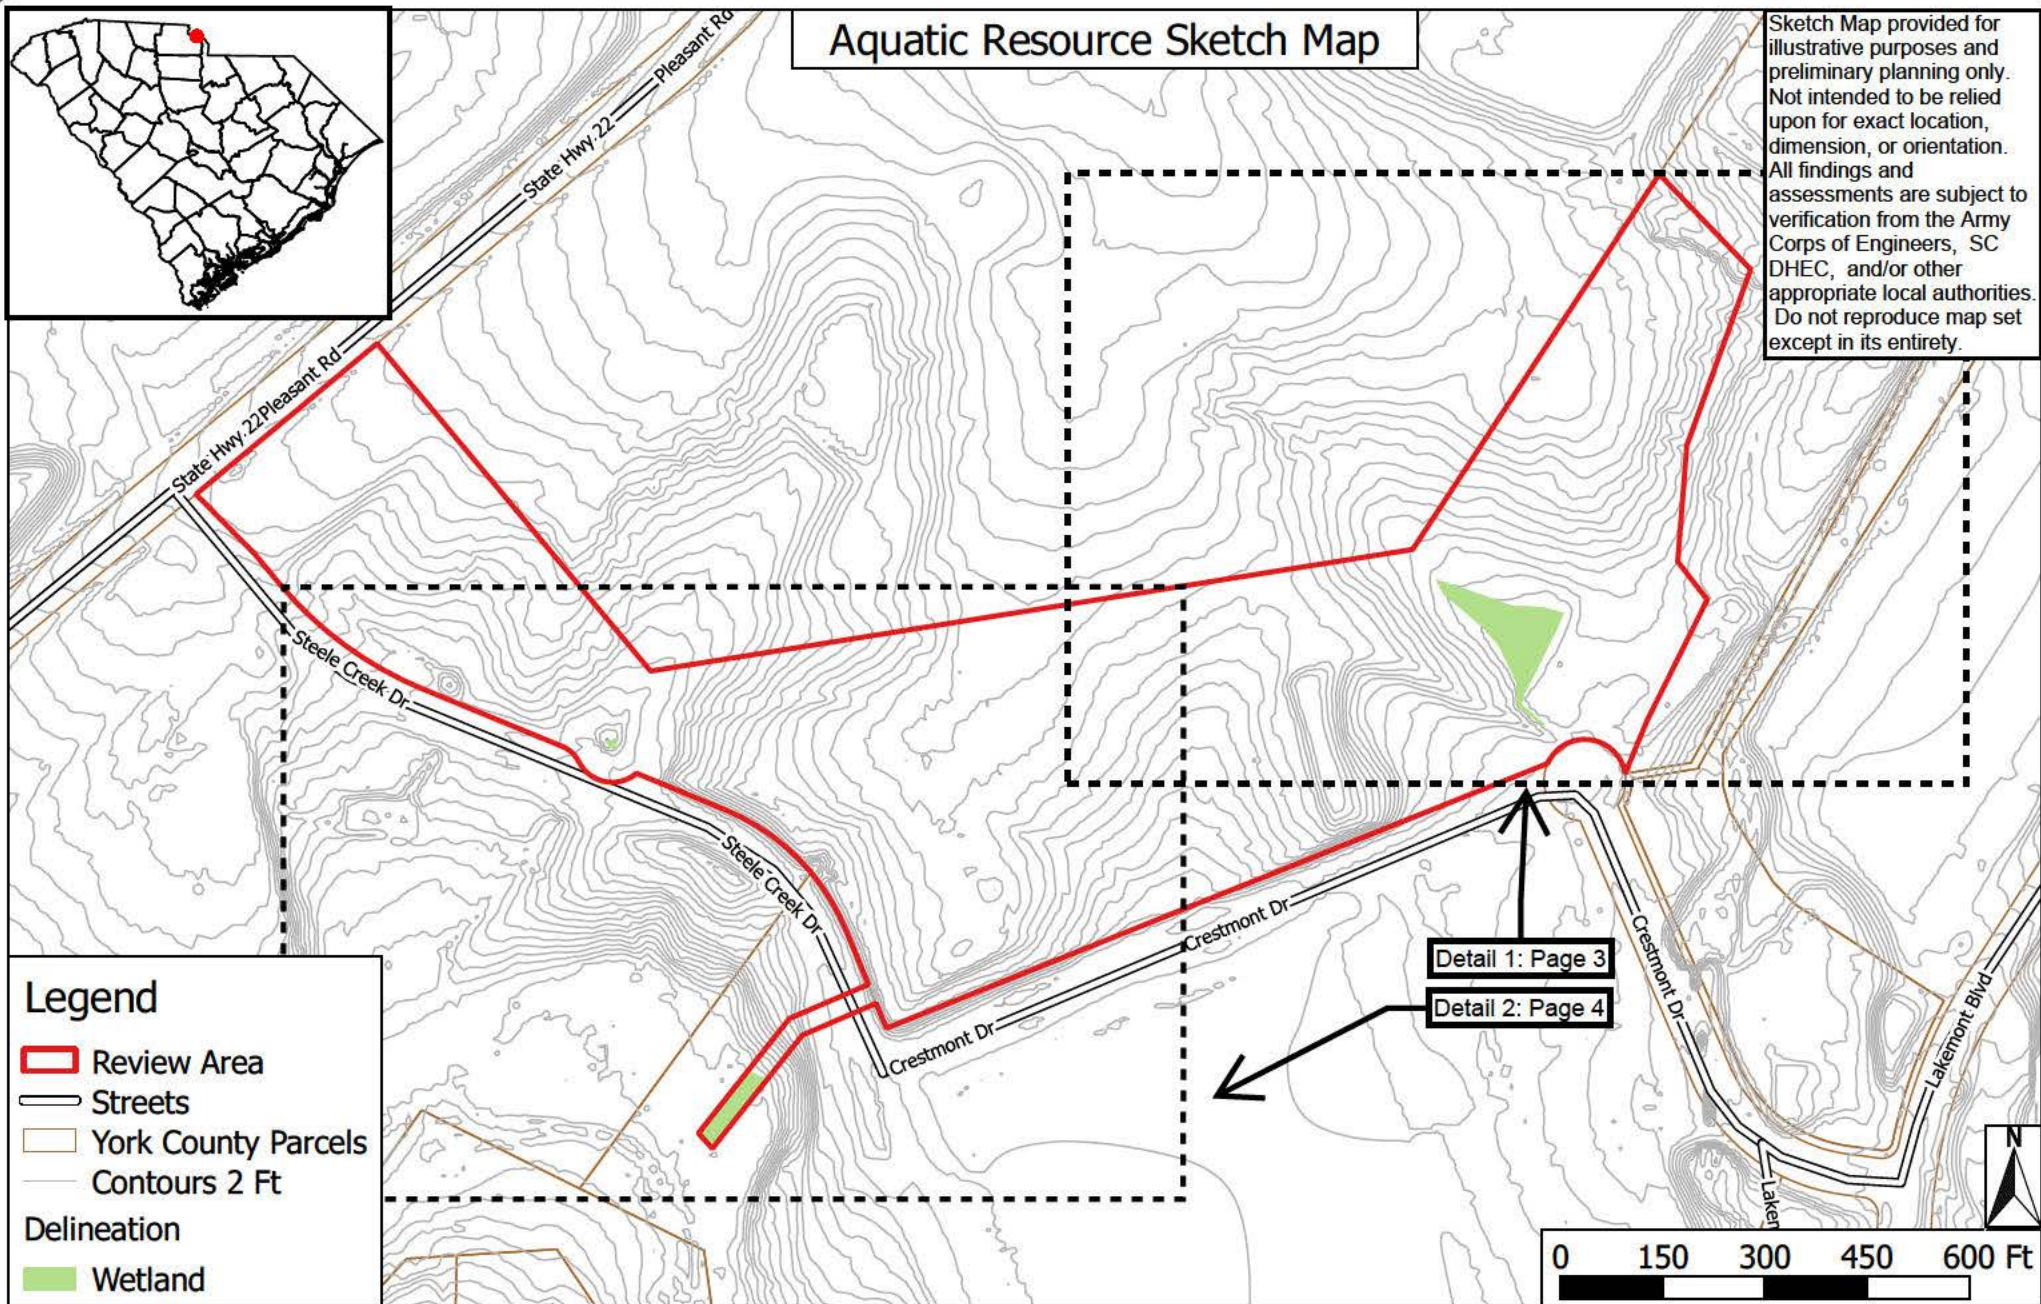 Aquatic Resource Sketch Map
Sketch Map provided for
illustrative purposes and
preliminary planning only.
Not intended to be relied
upon for exact location,
dimension, or orientation.
All findings and
assessments are subject to
verification from the Army
Corps of Engineers, SC
DHEC, and/or other
appropriate local authorities.
Do not reproduce map set
except in its entirety.
Pleasant Rd
State Hwy 22
Pleasant Rd
State Hwy 22
Steele Creek Dr
Steele Creek Dr
Crestmont Dr
Crestmont Dr
Crestmont Dr
Lakemont Blvd
Laken
Detail 1: Page 3
Detail 2: Page 4
Legend
Review Area
Streets
York County Parcels
Contours 2 Ft
Delineation
Wetland
N
0 150 300 450 600 Ft